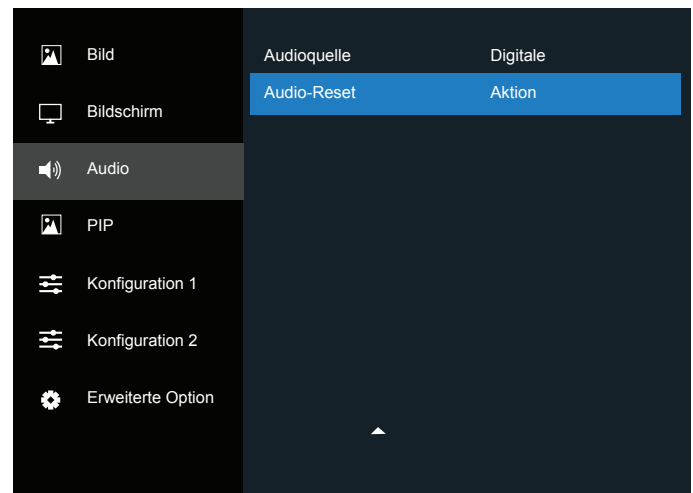 Bild
Bildschirm
Audio
PIP
Konfiguration 1
Konfiguration 2
Erweiterte Option
Audioquelle Digitale
Audio-Reset Aktion